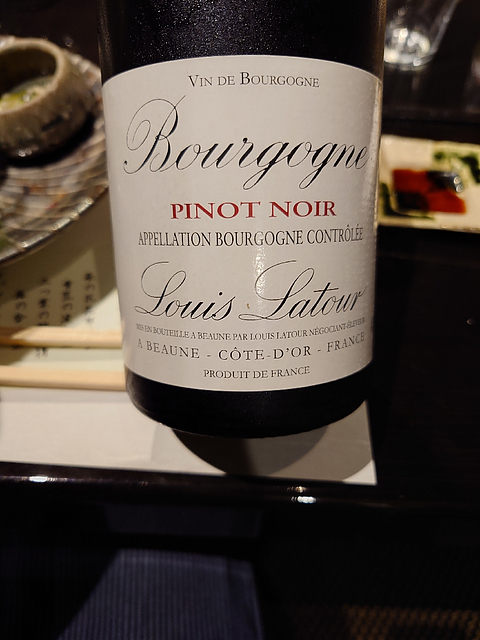 VIN DE BOURGOGNE
Bourgogne
PINOT NOIR
APPELLATION BOURGOGNE CONTRÔLÉE
Louis Latour
MIS EN BOUTEILLE A BEAUNE PAR LOUIS LATOUR NÉGOCIANT-ÉLEVEUR
A BEAUNE - CÔTE-D'OR - FRANCE
PRODUIT DE FRANCE